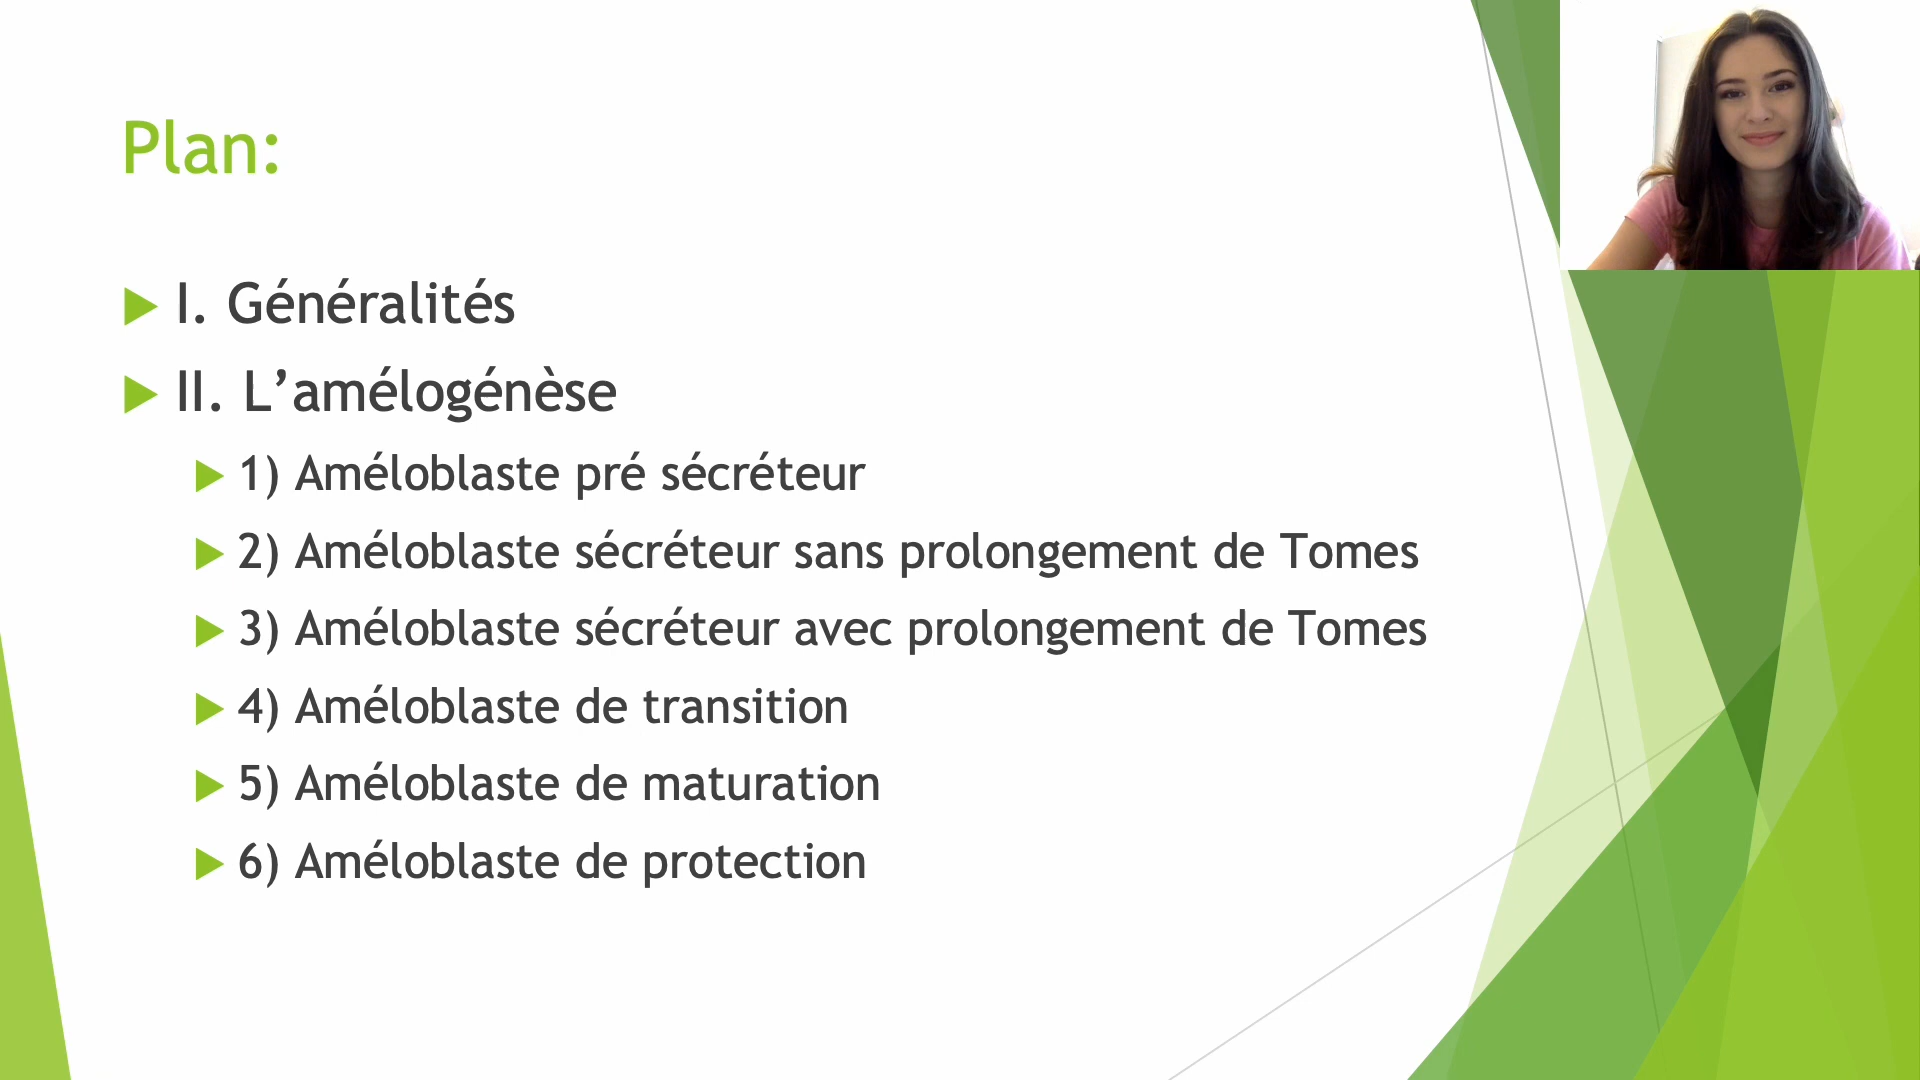 Plan:
I. Généralités
II. L’amélogénèse
1) Améloblaste pré sécréteur
2) Améloblaste sécréteur sans prolongement de Tomes
3) Améloblaste sécréteur avec prolongement de Tomes
4) Améloblaste de transition
5) Améloblaste de maturation
6) Améloblaste de protection